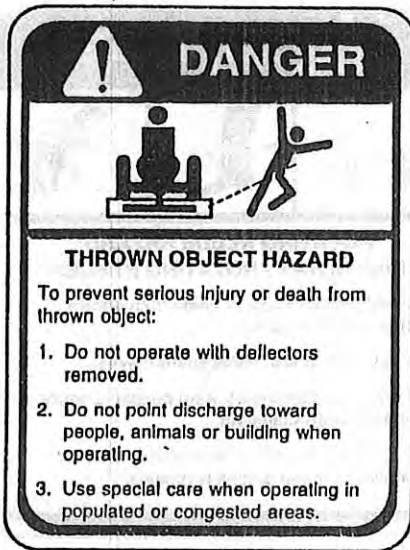 DANGER
THROWN OBJECT HAZARD
To prevent serious injury or death from
thrown object:
1. Do not operate with deflectors
removed.
2. Do not point discharge toward
people, animals or building when
operating.
3. Use special care when operating in
populated or congested areas.